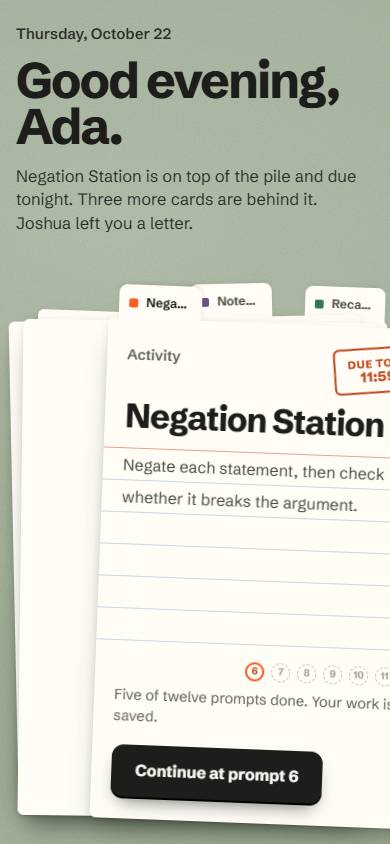 Thursday, October 22
Good evening,
Ada.
Negation Station is on top of the pile and due
tonight. Three more cards are behind it.
Joshua left you a letter.
Nega...
Note...
Reca...
Activity
DUE TO
11:59
Negation Station
Negate each statement, then check
whether it breaks the argument.
6 7 8 9 10 11
Five of twelve prompts done. Your work is
saved.
Continue at prompt 6